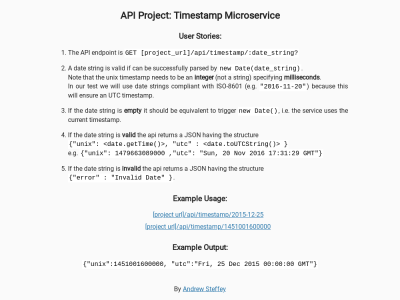 API Project: Timestamp Microservice
User Stories:
1. The API endpoint is GET [project_url]/api/timestamp/:date_string?
2. A date string is valid if can be successfully parsed by new Date(date_string).
Note that the unix timestamp needs to be an integer (not a string) specifying milliseconds.
In our test we will use date strings compliant with ISO-8601 (e.g. "2016-11-20") because this
will ensure an UTC timestamp.
3. If the date string is empty it should be equivalent to trigger new Date(), i.e. the service uses the
current timestamp.
4. If the date string is valid the api returns a JSON having the structure
{"unix": <date.getTime()>, "utc" : <date.toUTCString()> }
e.g. {"unix": 1479663089000 ,"utc": "Sun, 20 Nov 2016 17:31:29 GMT"}
5. If the date string is invalid the api returns a JSON having the structure
{"error" : "Invalid Date" }.
Example Usage:
[project url]/api/timestamp/2015-12-25
[project url]/api/timestamp/1451001600000
Example Output:
{"unix":1451001600000, "utc":"Fri, 25 Dec 2015 00:00:00 GMT"}
By Andrew Steffey